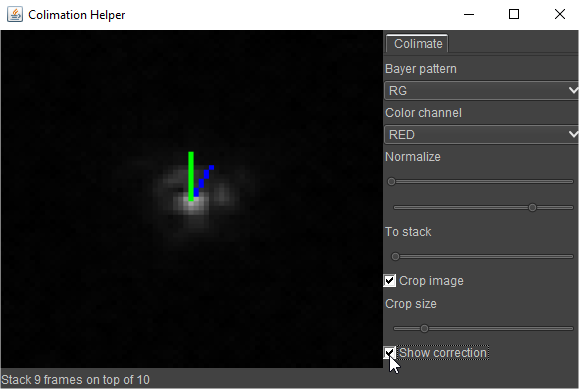 Colimation Helper
Colimate
Bayer pattern
RG
Color channel
RED
Normalize
To stack
Crop image
Crop size
Show correction
Stack 9 frames on top of 10